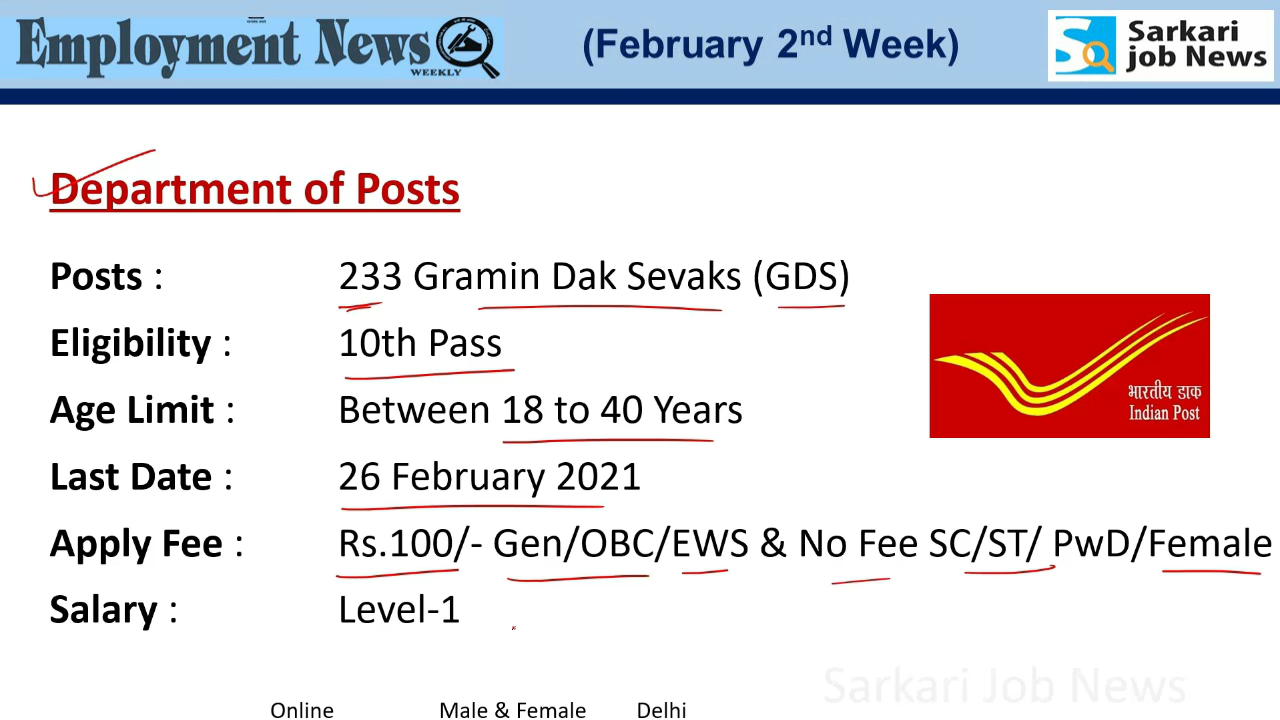 Employment News
WEEKLY
(February 2nd Week)
Sarkari
job News
Department of Posts
Posts : 233 Gramin Dak Sevaks (GDS)
Eligibility : 10th Pass
Age Limit : Between 18 to 40 Years
Last Date : 26 February 2021
Apply Fee : Rs.100/- Gen/OBC/EWS & No Fee SC/ST/ PwD/Female
Salary : Level-1
भारतीय डाक
Indian Post
Sarkari Job News
Online Male & Female Delhi